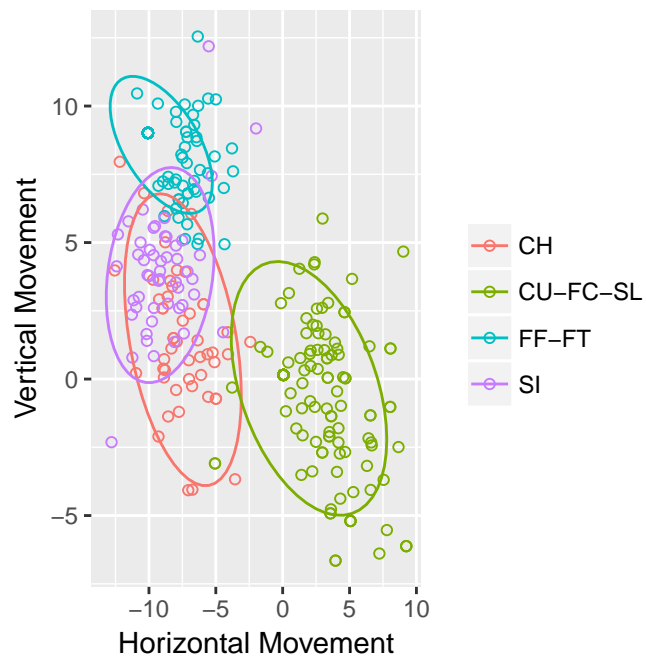 10
5
0
−5
−10
−5
0
5
10
Horizontal Movement
Vertical Movement
CH
CU−FC−SL
FF−FT
SI